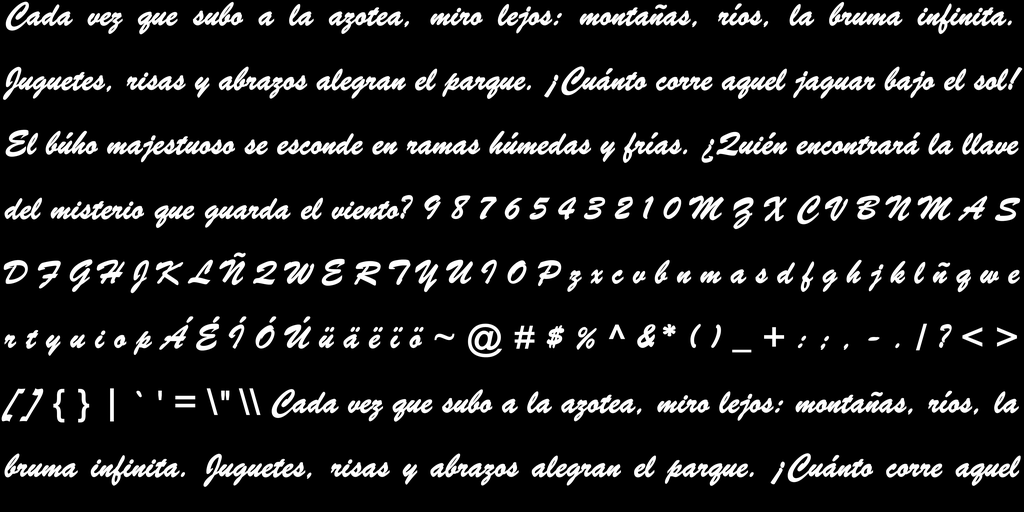 Cada vez que subo a la azotea, miro lejos: montañas, ríos, la bruma infinita.
Juguetes, risas y abrazos alegran el parque. ¡Cuánto corre aquel jaguar bajo el sol!
El búho majestuoso se esconde en ramas húmedas y frías. ¿Quién encontrará la llave
del misterio que guarda el viento? 9 8 7 6 5 4 3 2 1 0 M Z X C V B N M A S
D F G H J K L Ñ Q W E R T Y U I O P z x c v b n m a s d f g h j k l ñ q w e
r t y u i o p Á É Í Ó Ú ü ä ë ï ö ~ @ # $ % ^ & * ( ) _ + : ; , - . / ? < >
[ ] { } | ` ' = \" \\ Cada vez que subo a la azotea, miro lejos: montañas, ríos, la
bruma infinita. Juguetes, risas y abrazos alegran el parque. ¡Cuánto corre aquel